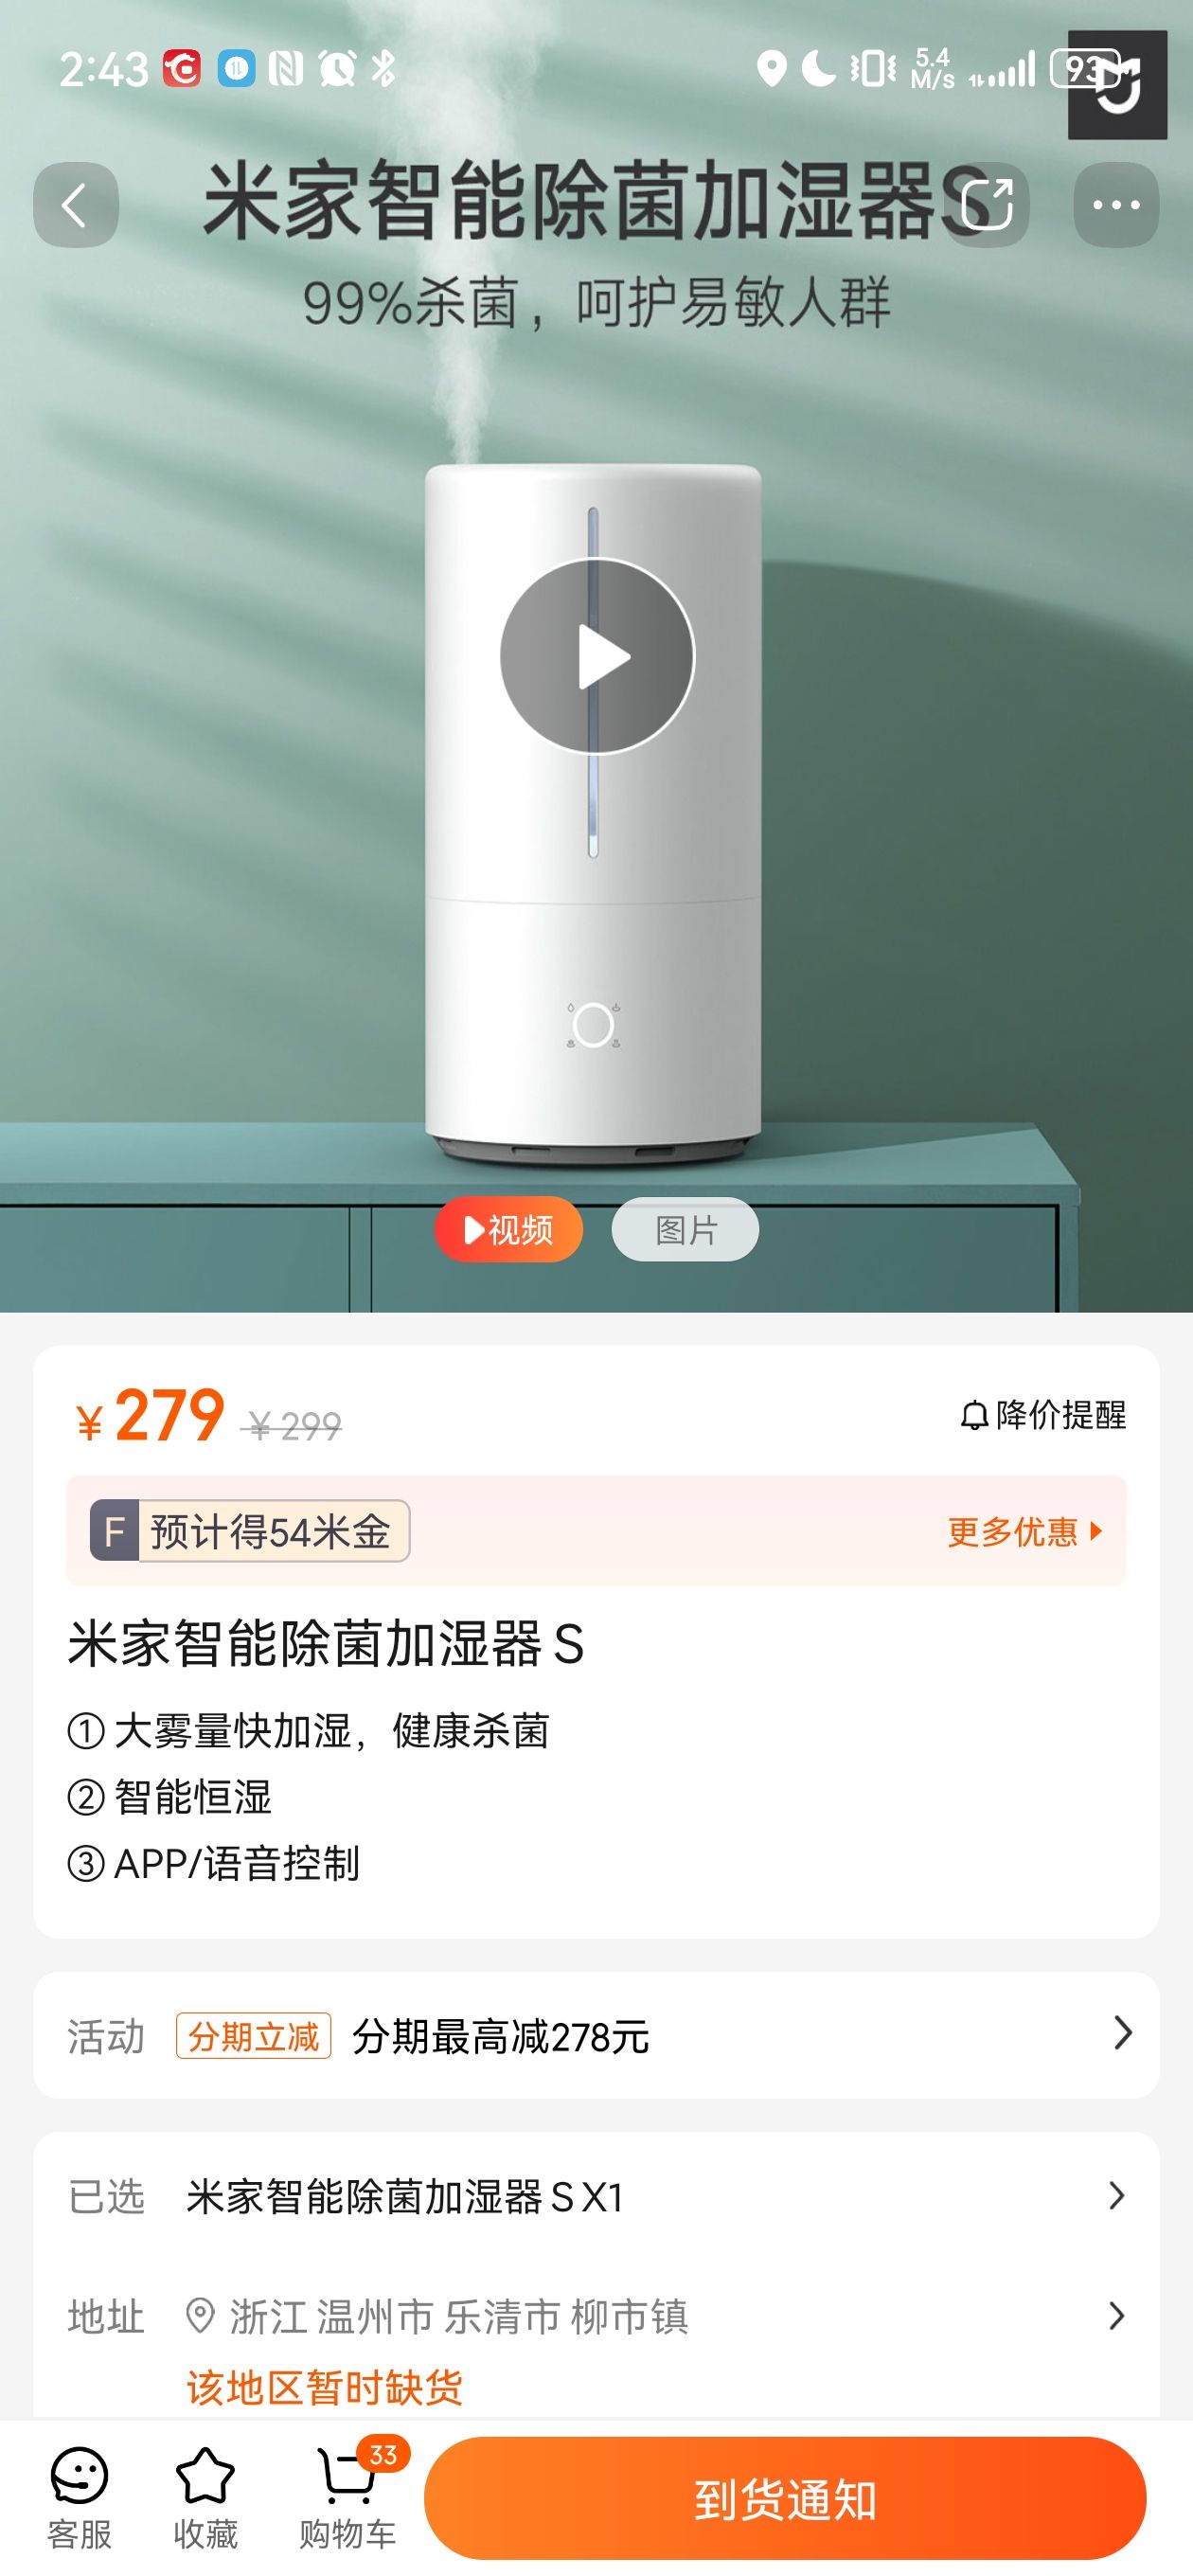 2:43
5.4
M/s
93
米家智能除菌加湿器S
99%杀菌，呵护易敏人群
视频
图片
¥279 ¥299
降价提醒
F 预计得54米金
更多优惠
米家智能除菌加湿器 S
① 大雾量快加湿，健康杀菌
② 智能恒湿
③ APP/语音控制
活动 分期立减 分期最高减278元
已选 米家智能除菌加湿器 S X1
地址 浙江 温州市 乐清市 柳市镇
该地区暂时缺货
33
客服 收藏 购物车 到货通知